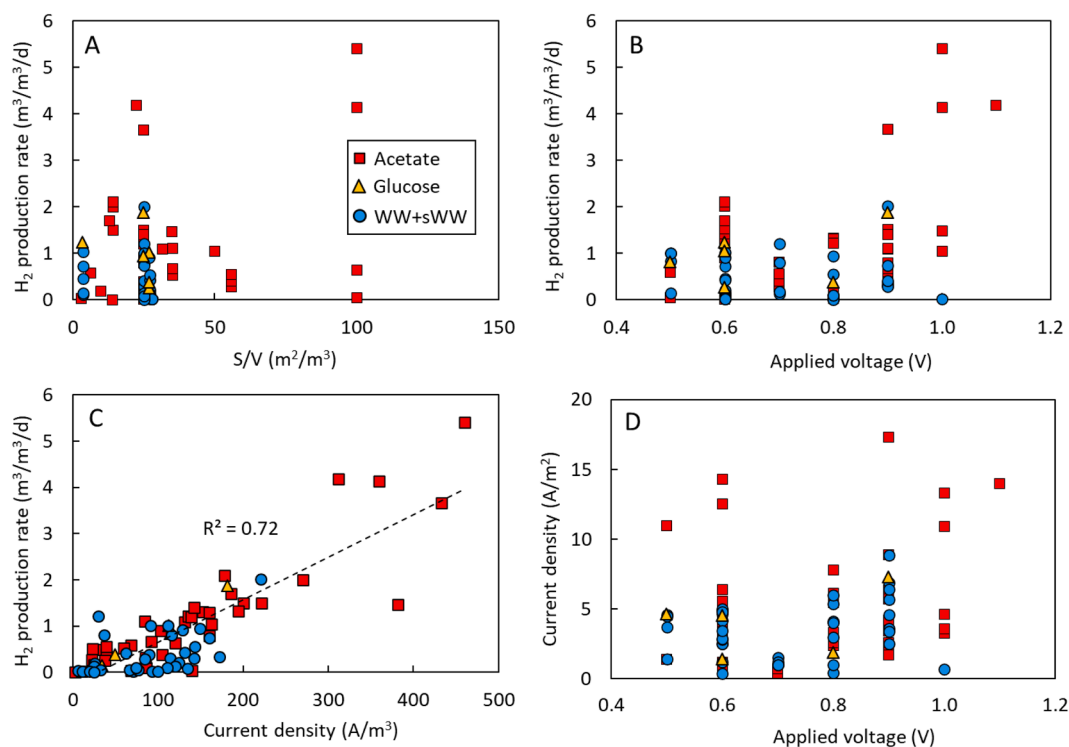 A
H₂ production rate (m³/m³/d)
6
5
4
3
2
1
0
0 50 100 150
S/V (m²/m³)
Acetate
Glucose
WW+sWW
B
H₂ production rate (m³/m³/d)
6
5
4
3
2
1
0
0.4 0.6 0.8 1.0 1.2
Applied voltage (V)
C
H₂ production rate (m³/m³/d)
6
5
4
3
2
1
0
R² = 0.72
0 100 200 300 400 500
Current density (A/m³)
D
Current density (A/m²)
20
15
10
5
0
0.4 0.6 0.8 1.0 1.2
Applied voltage (V)